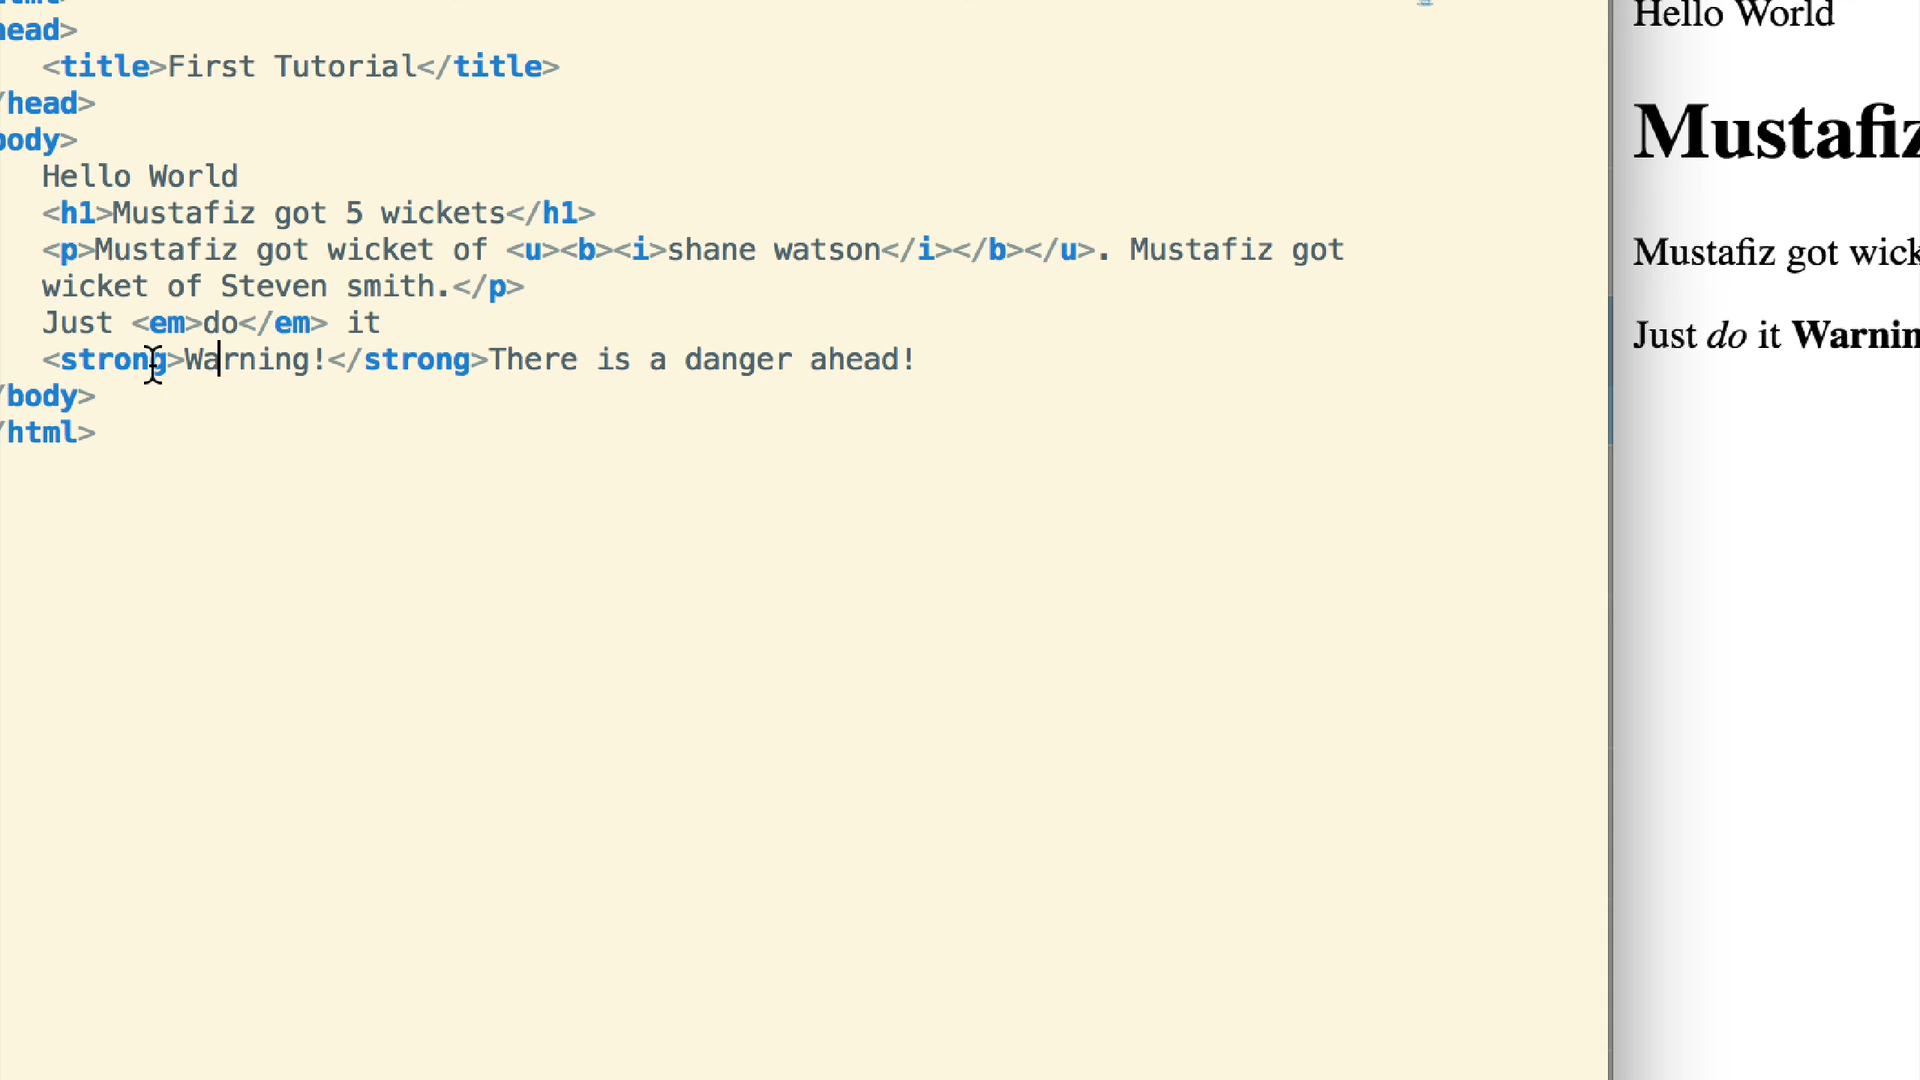 <title>First Tutorial</title>
/head>
body>
Hello World
<h1>Mustafiz got 5 wickets</h1>
<p>Mustafiz got wicket of <u><b><i>shane watson</i></b></u>. Mustafiz got
wicket of Steven smith.</p>
Just <em>do</em> it
<strong>Warning!</strong>There is a danger ahead!
/body>
/html>
Hello World
Mustafiz
Mustafiz got wick
Just do it Warnin